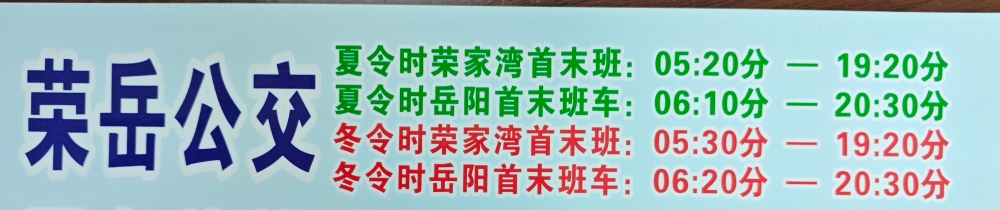 荣岳公交
夏令时荣家湾首末班：05:20分 — 19:20分
夏令时岳阳首末班车：06:10分 — 20:30分
冬令时荣家湾首末班：05:30分 — 19:20分
冬令时岳阳首末班车：06:20分 — 20:30分